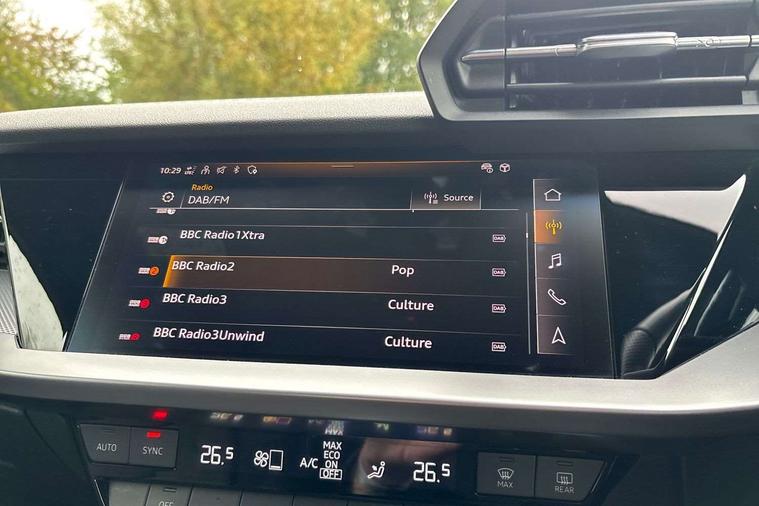 10:29
Radio
DAB/FM
Source
BBC Radio1Xtra DAB
BBC Radio2 Pop DAB
BBC Radio3 Culture DAB
BBC Radio3Unwind Culture DAB
AUTO
SYNC
26.5
A/C
MAX
ECO
ON
OFF
26.5
MAX
REAR
OFF